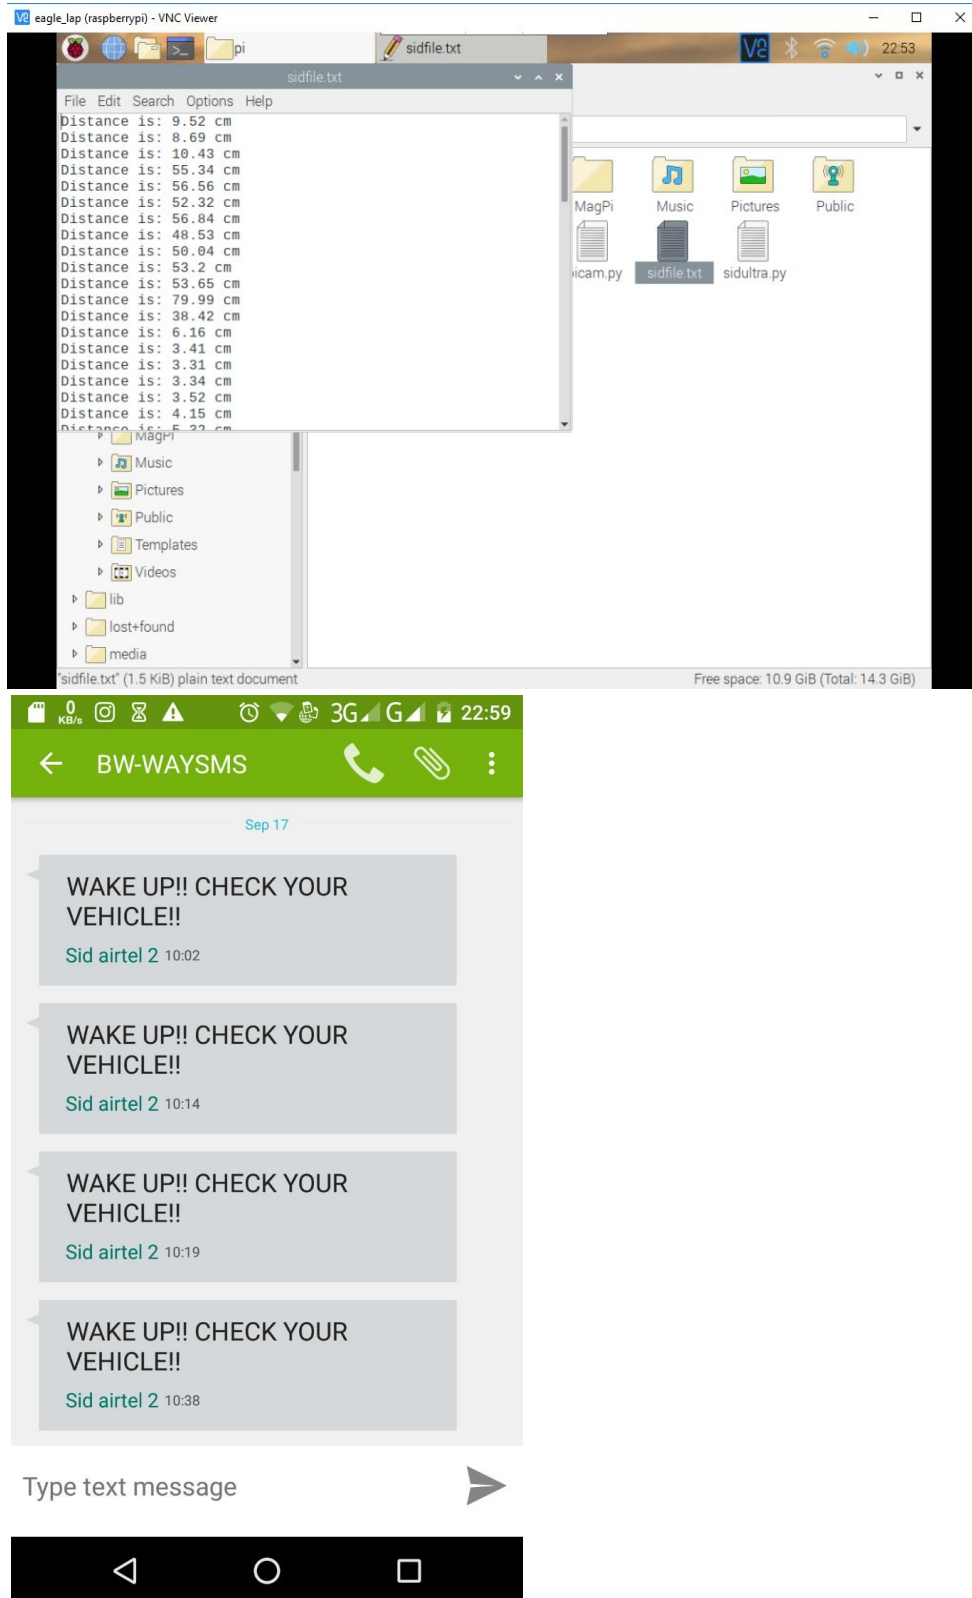 eagle_lap (raspberrypi) - VNC Viewer
pi
sidfile.txt
22:53
sidfile.txt
File Edit Search Options Help
Distance is: 9.52 cm
Distance is: 8.69 cm
Distance is: 10.43 cm
Distance is: 55.34 cm
Distance is: 56.56 cm
Distance is: 52.32 cm
Distance is: 56.84 cm
Distance is: 48.53 cm
Distance is: 50.04 cm
Distance is: 53.2 cm
Distance is: 53.65 cm
Distance is: 79.99 cm
Distance is: 38.42 cm
Distance is: 6.16 cm
Distance is: 3.41 cm
Distance is: 3.31 cm
Distance is: 3.34 cm
Distance is: 3.52 cm
Distance is: 4.15 cm
Distance is: 5.32 cm
MagPi
Music
Pictures
Public
icam.py
sidfile.txt
sidultra.py
MagPi
Music
Pictures
Public
Templates
Videos
lib
lost+found
media
"sidfile.txt" (1.5 KiB) plain text document
Free space: 10.9 GiB (Total: 14.3 GiB)
0 KB/s
3G G 22:59
BW-WAYSMS
Sep 17
WAKE UP!! CHECK YOUR
VEHICLE!!
Sid airtel 2 10:02
WAKE UP!! CHECK YOUR
VEHICLE!!
Sid airtel 2 10:14
WAKE UP!! CHECK YOUR
VEHICLE!!
Sid airtel 2 10:19
WAKE UP!! CHECK YOUR
VEHICLE!!
Sid airtel 2 10:38
Type text message